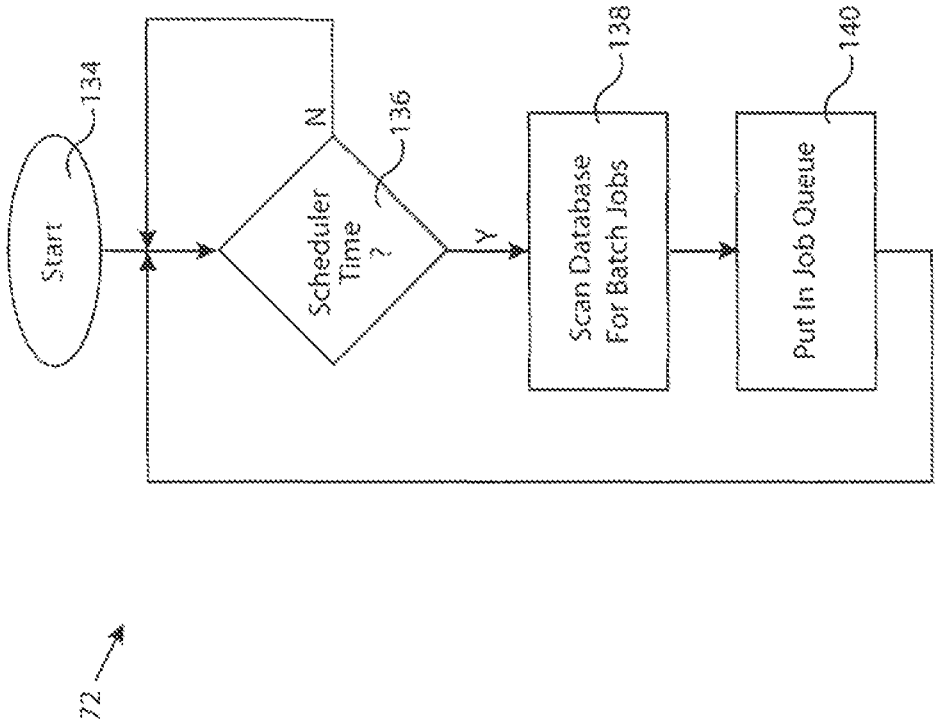 Start
134
N
Scheduler
Time
?
136
Y
Scan Database
For Batch Jobs
138
Put In Job Queue
140
72